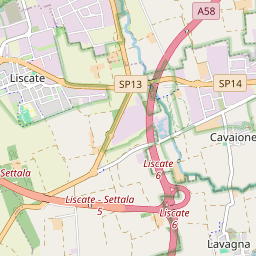 A58
Liscate
SP13
SP14
Cavaione
Liscate
6
Settala
Liscate - Settala
5
Liscate
6
Lavagna